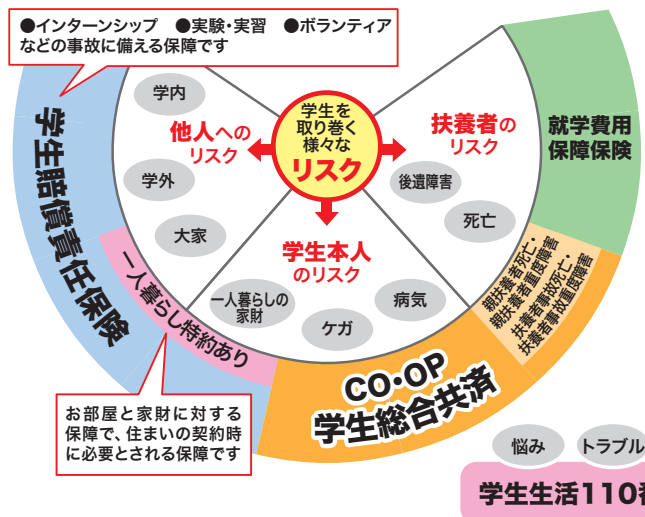 ●インターンシップ ●実験・実習 ●ボランティア
などの事故に備える保障です
学生を
取り巻く
様々な
リスク
他人への
リスク
学内
学外
大家
扶養者の
リスク
後遺障害
死亡
学生本人
のリスク
一人暮らしの
家財
ケガ
病気
学生賠償責任保険
一人暮らし特約あり
就学費用
保障保険
親扶養者死亡・
親扶養者重度障害
扶養者事故死亡・
扶養者事故重度障害
CO・OP
学生総合共済
お部屋と家財に対する
保障で、住まいの契約時
に必要とされる保障です
悩み
トラブル
学生生活110番